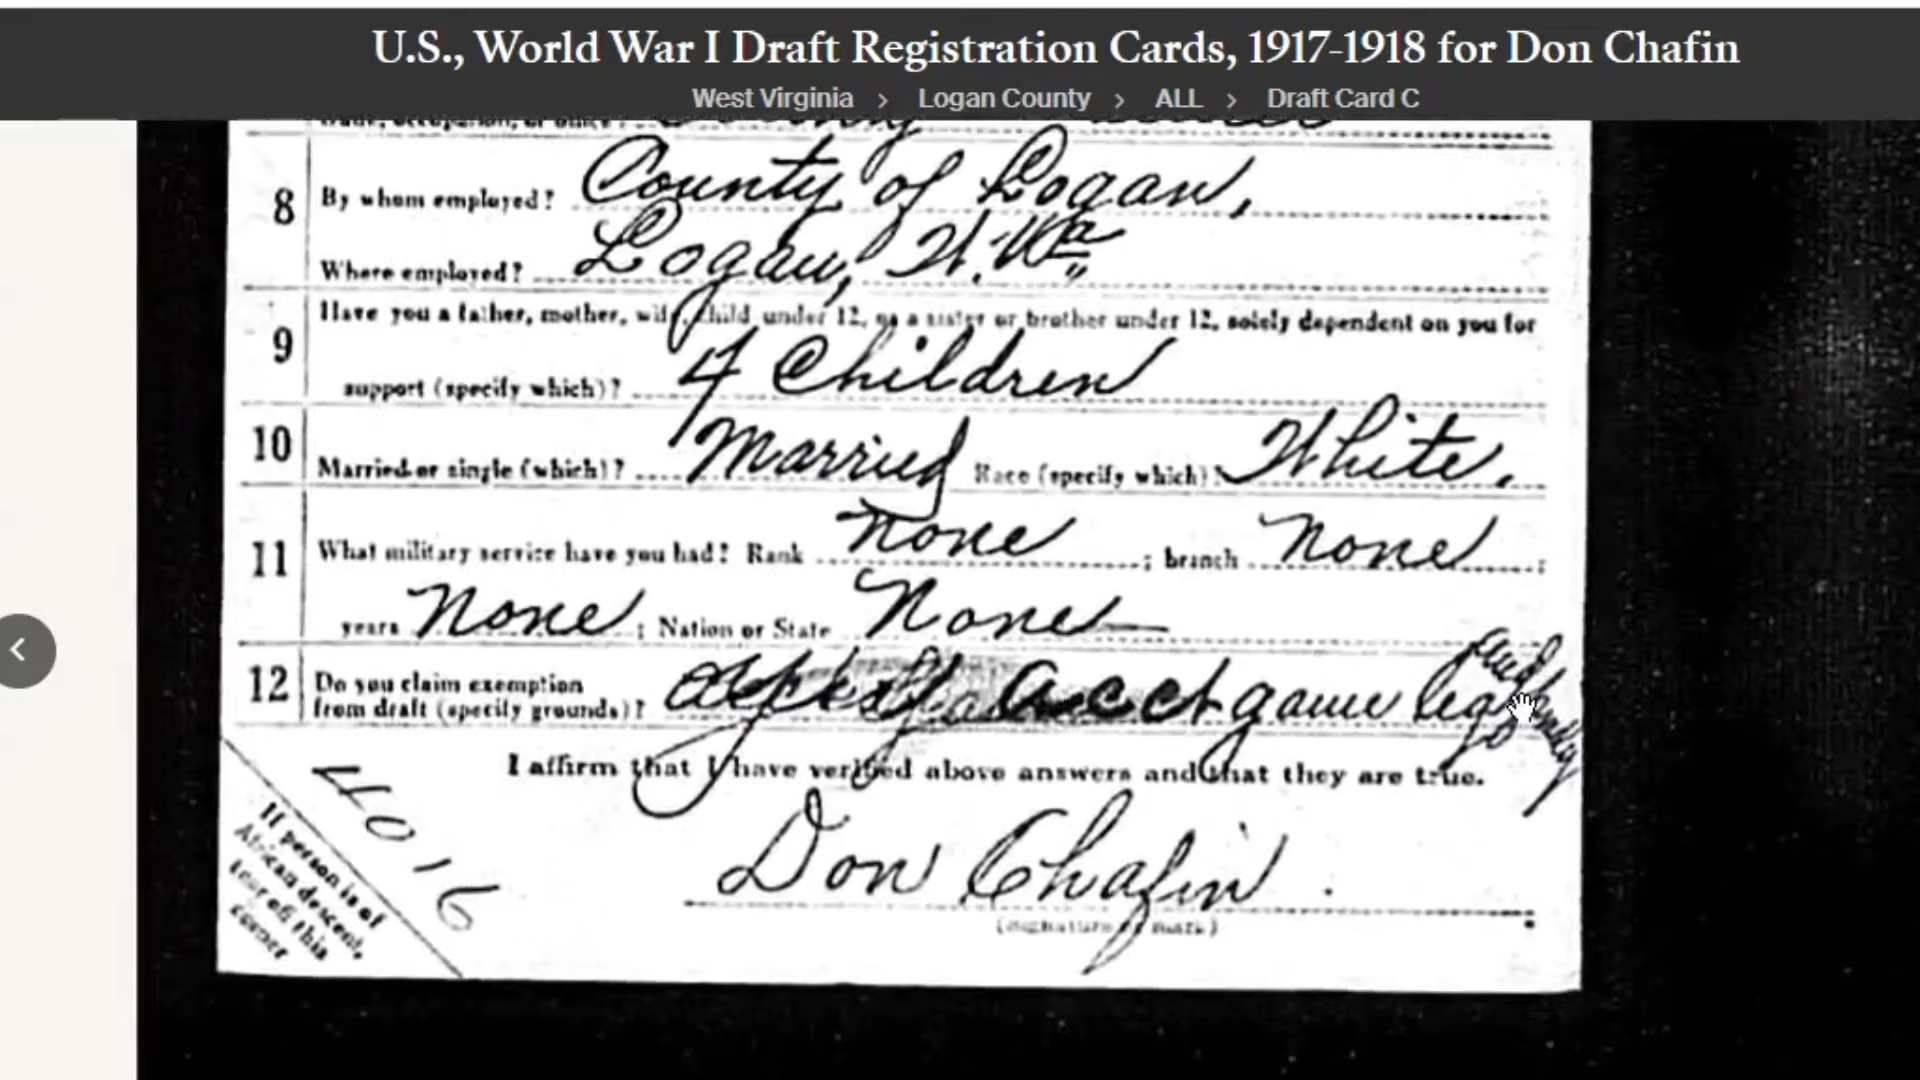 U.S., World War I Draft Registration Cards, 1917-1918 for Don Chafin
West Virginia > Logan County > ALL > Draft Card C
8 By whom employed? County of Logan,
Where employed? Logan, W. Va
9 Have you a father, mother, wife, child under 12, or a sister or brother under 12, solely dependent on you for
support (specify which)? 4 Children
10 Married or single (which)? Married Race (specify which)? White.
11 What military service have you had? Rank None ; branch None ;
years None ; Nation or State None
12 Do you claim exemption
from draft (specify grounds)? acct game leg and family
I affirm that I have verified above answers and that they are true.
4016
Don Chafin
(Signature or mark)
If person is of
African descent,
tear off this
corner